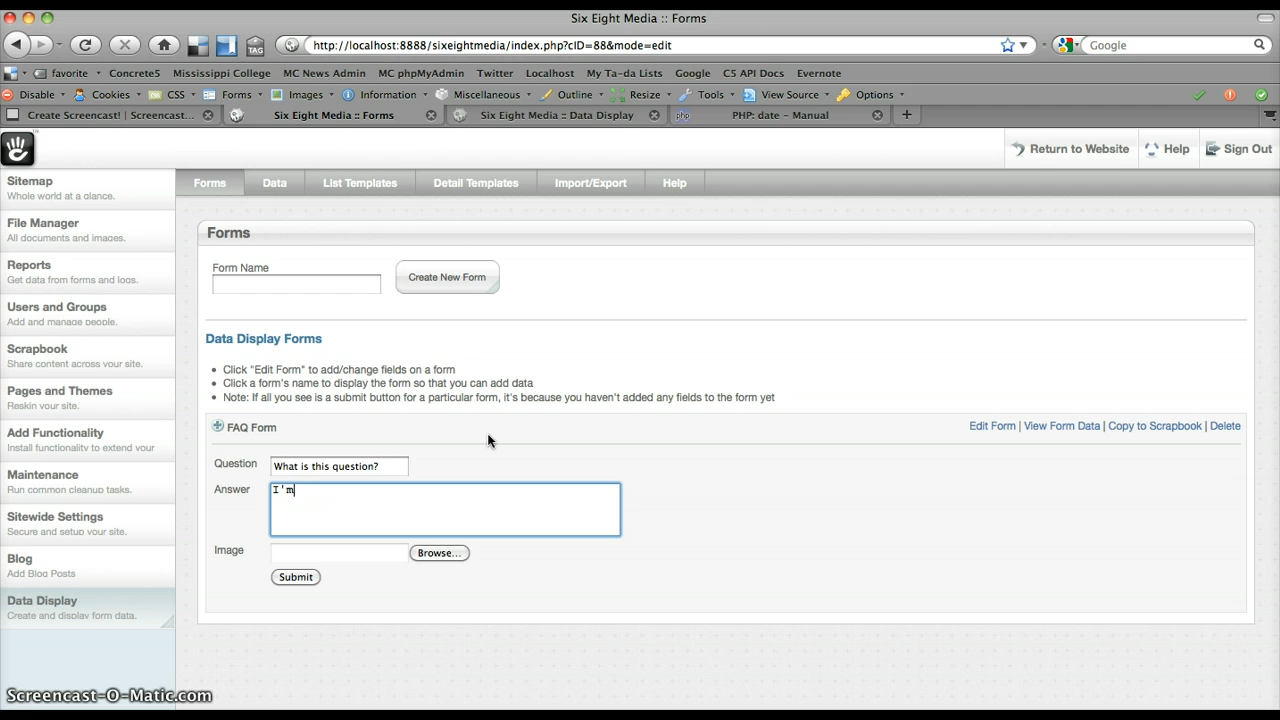 Six Eight Media :: Forms
http://localhost:8888/sixeightmedia/index.php?cID=88&mode=edit
Google
TAG
favorite Concrete5 Mississippi College MC News Admin MC phpMyAdmin Twitter Localhost My Ta-da Lists Google C5 API Docs Evernote
Disable Cookies CSS Forms Images Information Miscellaneous Outline Resize Tools View Source Options
Create Screencast! | Screencast... Six Eight Media :: Forms Six Eight Media :: Data Display php PHP: date - Manual
Return to Website Help Sign Out
Sitemap
Whole world at a glance.
File Manager
All documents and images.
Reports
Get data from forms and logs.
Users and Groups
Add and manage people.
Scrapbook
Share content across your site.
Pages and Themes
Reskin your site.
Add Functionality
Install functionality to extend your
Maintenance
Run common cleanup tasks.
Sitewide Settings
Secure and setup your site.
Blog
Add Blog Posts
Data Display
Create and display form data.
Forms Data List Templates Detail Templates Import/Export Help
Forms
Form Name
Create New Form
Data Display Forms
• Click "Edit Form" to add/change fields on a form
• Click a form's name to display the form so that you can add data
• Note: If all you see is a submit button for a particular form, it's because you haven't added any fields to the form yet
FAQ Form
Edit Form | View Form Data | Copy to Scrapbook | Delete
Question What is this question?
Answer I'm
Image Browse...
Submit
Screencast-O-Matic.com